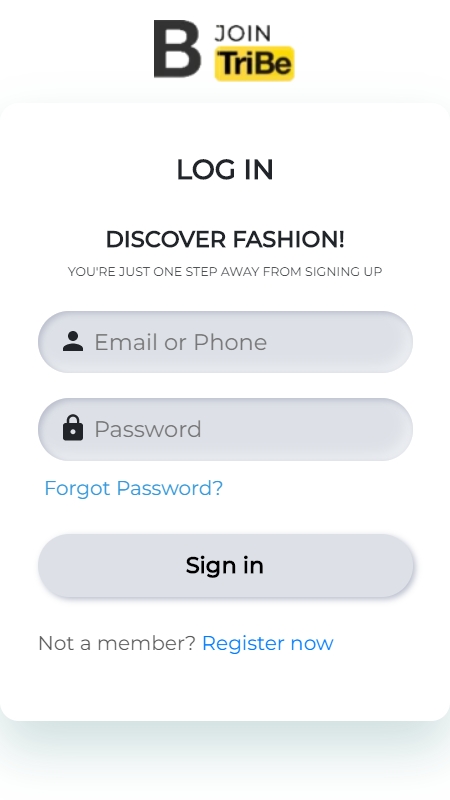 B JOIN
TriBe
LOG IN
DISCOVER FASHION!
YOU'RE JUST ONE STEP AWAY FROM SIGNING UP
Email or Phone
Password
Forgot Password?
Sign in
Not a member? Register now